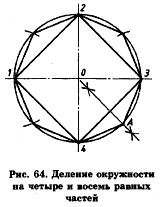 2
1
0
3
A
4
Рис. 64. Деление окружности
на четыре и восемь равных
частей